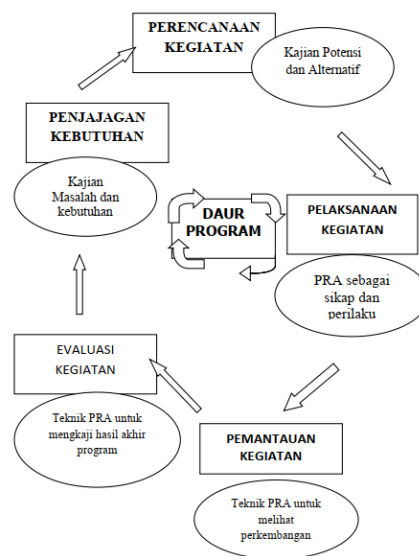 PERENCANAAN
KEGIATAN
Kajian Potensi
dan Alternatif
PENJAJAGAN
KEBUTUHAN
Kajian
Masalah dan
kebutuhan
DAUR
PROGRAM
PELAKSANAAN
KEGIATAN
PRA sebagai
sikap dan
perilaku
EVALUASI
KEGIATAN
Teknik PRA untuk
mengkaji hasil akhir
program
PEMANTAUAN
KEGIATAN
Teknik PRA untuk
melihat
perkembangan